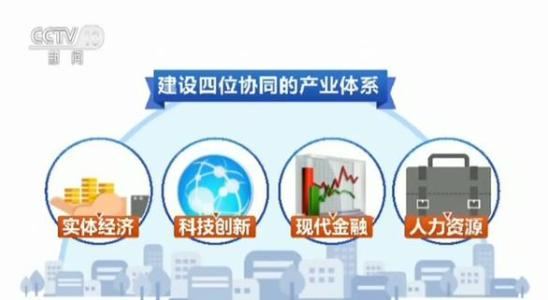 CCTV 13
新闻
建设四位协同的产业体系
实体经济
科技创新
现代金融
人力资源